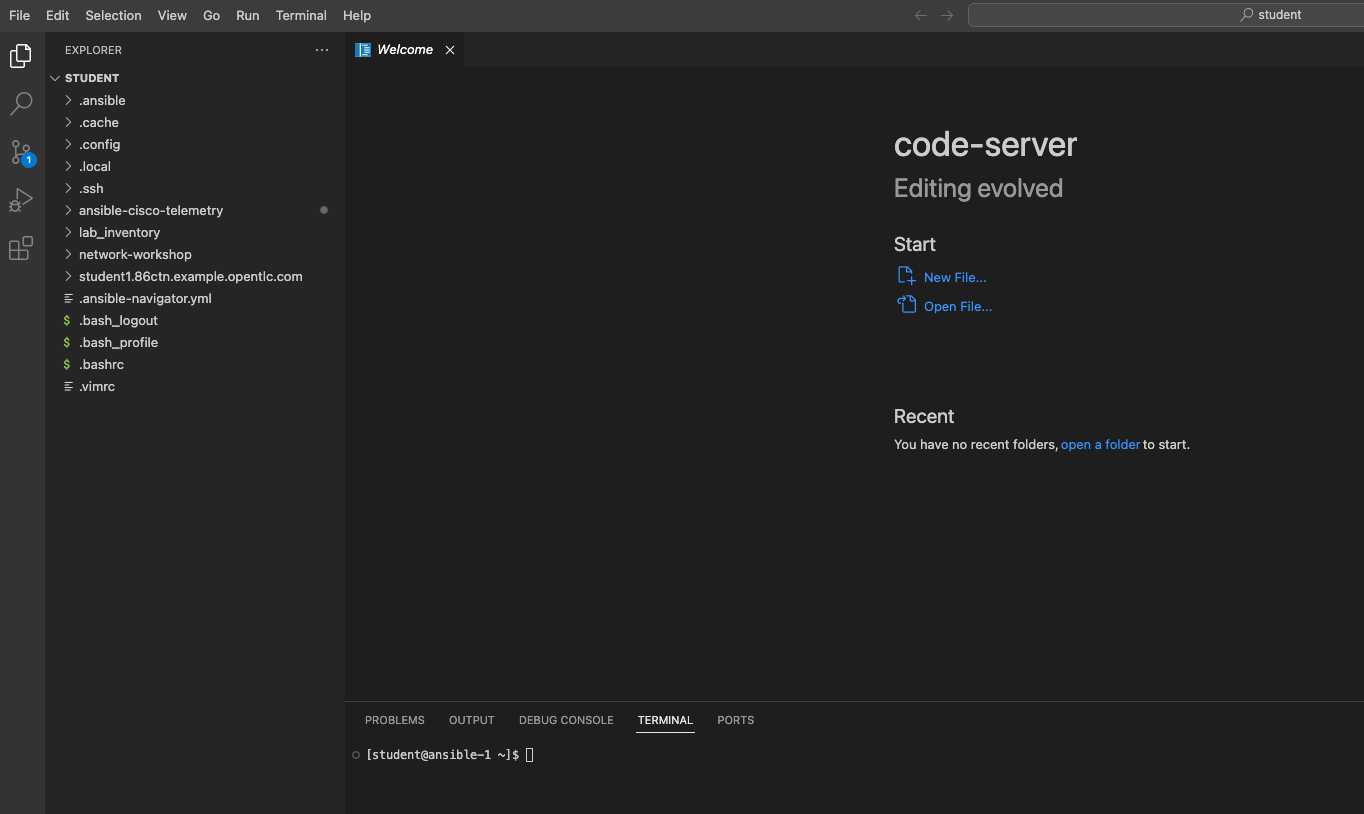 File Edit Selection View Go Run Terminal Help
student
EXPLORER
Welcome
STUDENT
.ansible
.cache
.config
.local
.ssh
ansible-cisco-telemetry
lab_inventory
network-workshop
student1.86ctn.example.opentlc.com
.ansible-navigator.yml
$ .bash_logout
$ .bash_profile
$ .bashrc
.vimrc
1
code-server
Editing evolved
Start
New File...
Open File...
Recent
You have no recent folders, open a folder to start.
PROBLEMS OUTPUT DEBUG CONSOLE TERMINAL PORTS
[student@ansible-1 ~]$